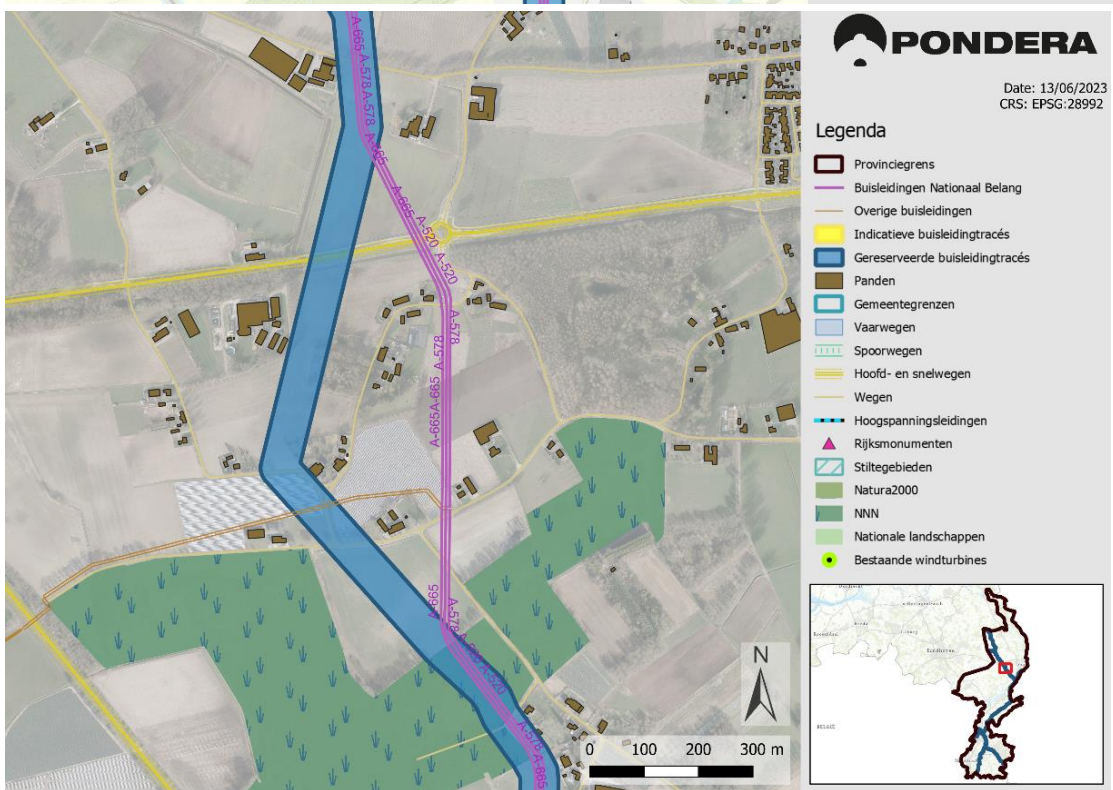 PONDERA
Date: 13/06/2023
CRS: EPSG:28992
Legenda
Provinciegrens
Buisleidingen Nationaal Belang
Overige buisleidingen
Indicatieve buisleidingtracés
Gereserveerde buisleidingtracés
Panden
Gemeentegrenzen
Vaarwegen
Spoorwegen
Hoofd- en snelwegen
Wegen
Hoogspanningsleidingen
Rijksmonumenten
Stiltegebieden
Natura2000
NNN
Nationale landschappen
Bestaande windturbines
A-665
A-578
A-578
A-665
A-665
A-520
A-520
A-578
A-578
A-665
A-665
A-665
A-578
A-520
A-578
A-665
N
0 100 200 300 m